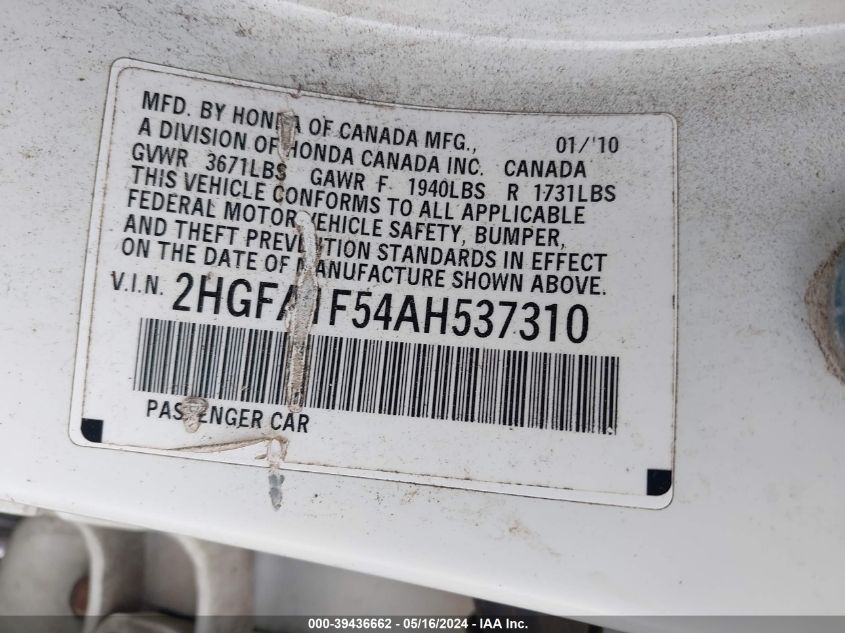 MFD. BY HONDA OF CANADA MFG., 01/'10
A DIVISION OF HONDA CANADA INC. CANADA
GVWR 3671LBS GAWR F 1940LBS R 1731LBS
THIS VEHICLE CONFORMS TO ALL APPLICABLE
FEDERAL MOTOR VEHICLE SAFETY, BUMPER,
AND THEFT PREVENTION STANDARDS IN EFFECT
ON THE DATE OF MANUFACTURE SHOWN ABOVE.
V.I.N. 2HGFA1F54AH537310
PASSENGER CAR
000-39436662 - 05/16/2024 - IAA Inc.